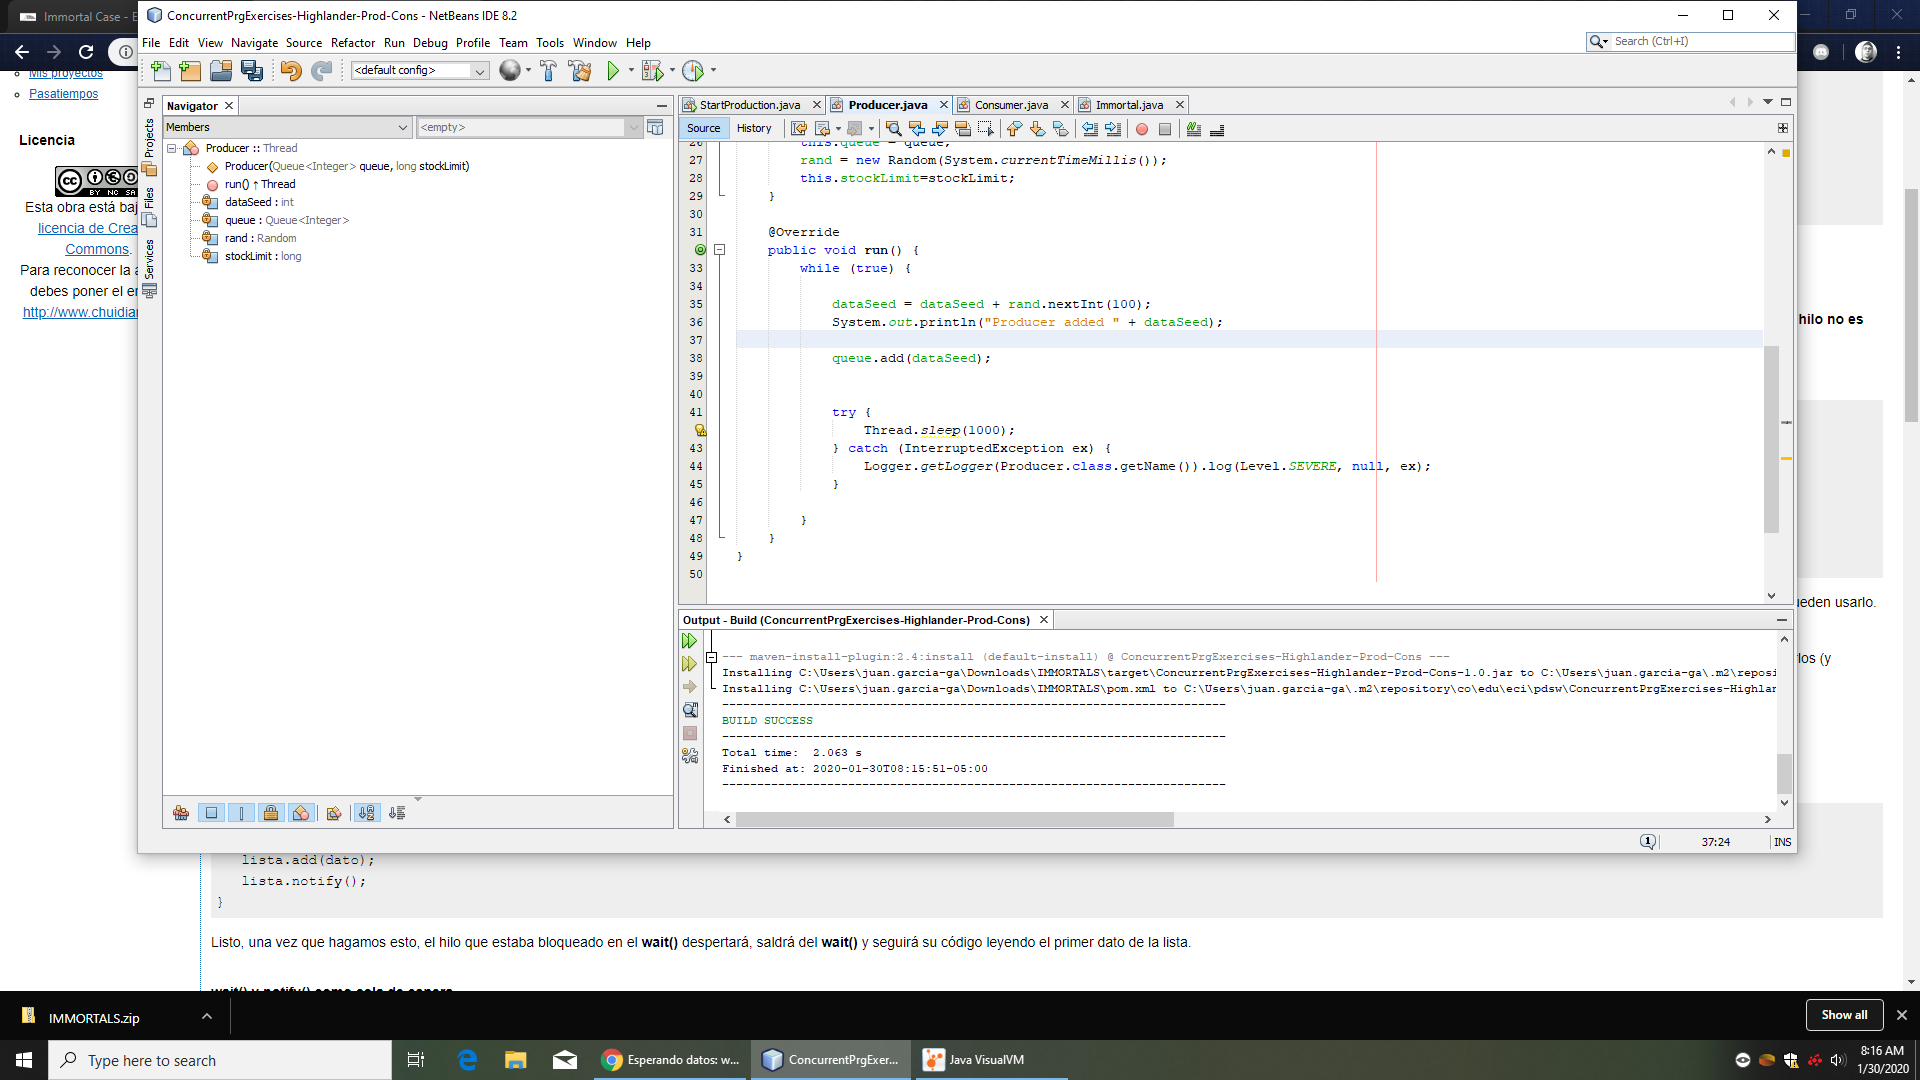 Immortal Case - E
ConcurrentPrgExercises-Highlander-Prod-Cons - NetBeans IDE 8.2
File Edit View Navigate Source Refactor Run Debug Profile Team Tools Window Help
Search (Ctrl+I)
<default config>
Mis proyectos
Pasatiempos
Licencia
BY NC SA
Esta obra está baj
licencia de Crea
Commons.
Para reconocer la a
debes poner el en
http://www.chuidian
Projects
Files
Services
Navigator
Members
<empty>
Producer :: Thread
Producer(Queue<Integer> queue, long stockLimit)
run() ↑ Thread
dataSeed : int
queue : Queue<Integer>
rand : Random
stockLimit : long
StartProduction.java Producer.java Consumer.java Immortal.java
Source History
26 this.queue = queue;
27 rand = new Random(System.currentTimeMillis());
28 this.stockLimit=stockLimit;
29 }
30
31 @Override
public void run() {
33 while (true) {
34
35 dataSeed = dataSeed + rand.nextInt(100);
36 System.out.println("Producer added " + dataSeed);
37
38 queue.add(dataSeed);
39
40
41 try {
Thread.sleep(1000);
43 } catch (InterruptedException ex) {
44 Logger.getLogger(Producer.class.getName()).log(Level.SEVERE, null, ex);
45 }
46
47 }
48 }
49 }
50
Output - Build (ConcurrentPrgExercises-Highlander-Prod-Cons)
--- maven-install-plugin:2.4:install (default-install) @ ConcurrentPrgExercises-Highlander-Prod-Cons ---
Installing C:\Users\juan.garcia-ga\Downloads\IMMORTALS\target\ConcurrentPrgExercises-Highlander-Prod-Cons-1.0.jar to C:\Users\juan.garcia-ga\.m2\reposi
Installing C:\Users\juan.garcia-ga\Downloads\IMMORTALS\pom.xml to C:\Users\juan.garcia-ga\.m2\repository\co\edu\eci\pdsw\ConcurrentPrgExercises-Highlan
------------------------------------------------------------------------
BUILD SUCCESS
------------------------------------------------------------------------
Total time: 2.063 s
Finished at: 2020-01-30T08:15:51-05:00
------------------------------------------------------------------------
1
37:24
INS
hilo no es
ueden usarlo.
los (y
lista.add(dato);
lista.notify();
}
Listo, una vez que hagamos esto, el hilo que estaba bloqueado en el wait() despertará, saldrá del wait() y seguirá su código leyendo el primer dato de la lista.
wait() y notify() como cola de espera
IMMORTALS.zip
Show all
Type here to search
Esperando datos: w...
ConcurrentPrgExer...
Java VisualVM
8:16 AM
1/30/2020